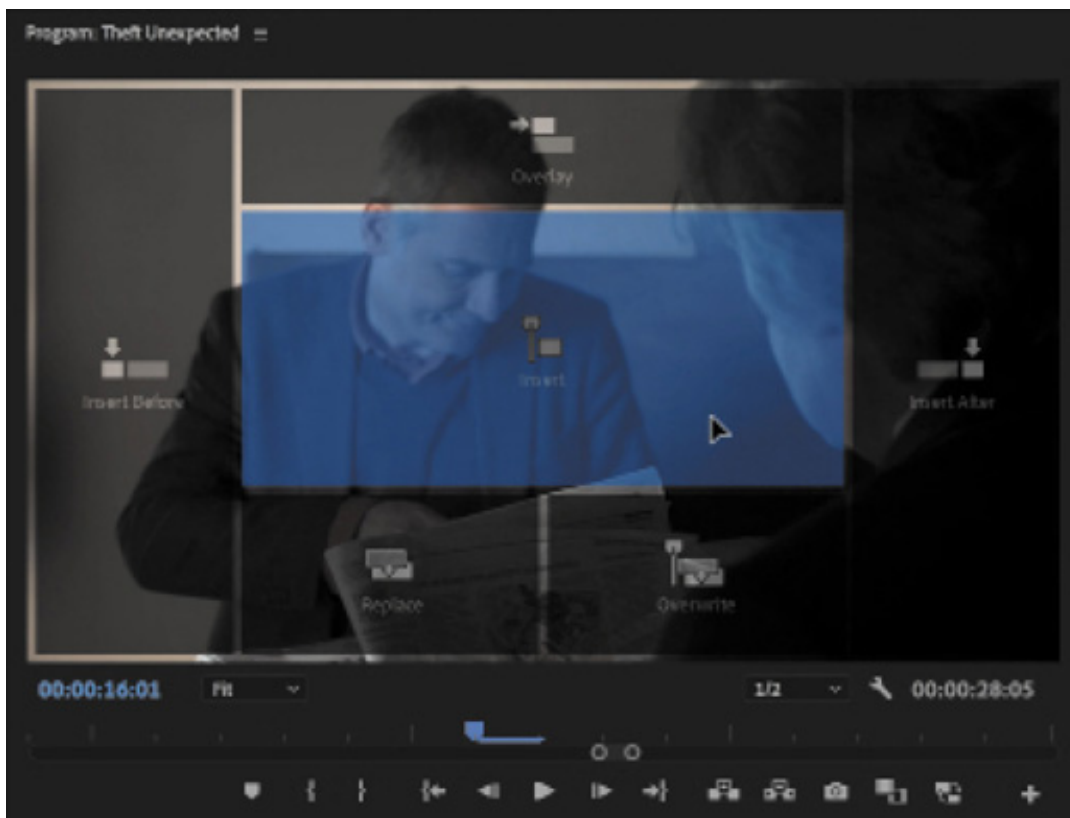 Program: Theft Unexpected
Overlay
Insert
Insert Before
Insert After
Replace
Overwrite
00:00:16:01
Fit
1/2
00:00:28:05